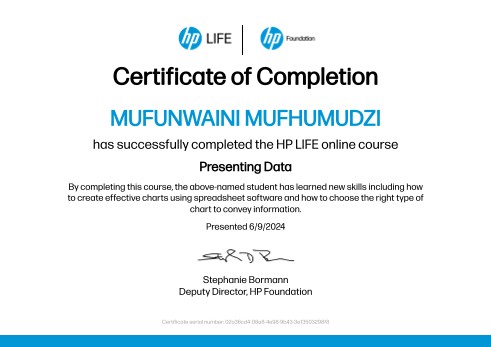 hp LIFE hp Foundation
Certificate of Completion
MUFUNWAINI MUFHUMUDZI
has successfully completed the HP LIFE online course
Presenting Data
By completing this course, the above-named student has learned new skills including how
to create effective charts using spreadsheet software and how to choose the right type of
chart to convey information.
Presented 6/9/2024
Stephanie Bormann
Deputy Director, HP Foundation
Certificate serial number: